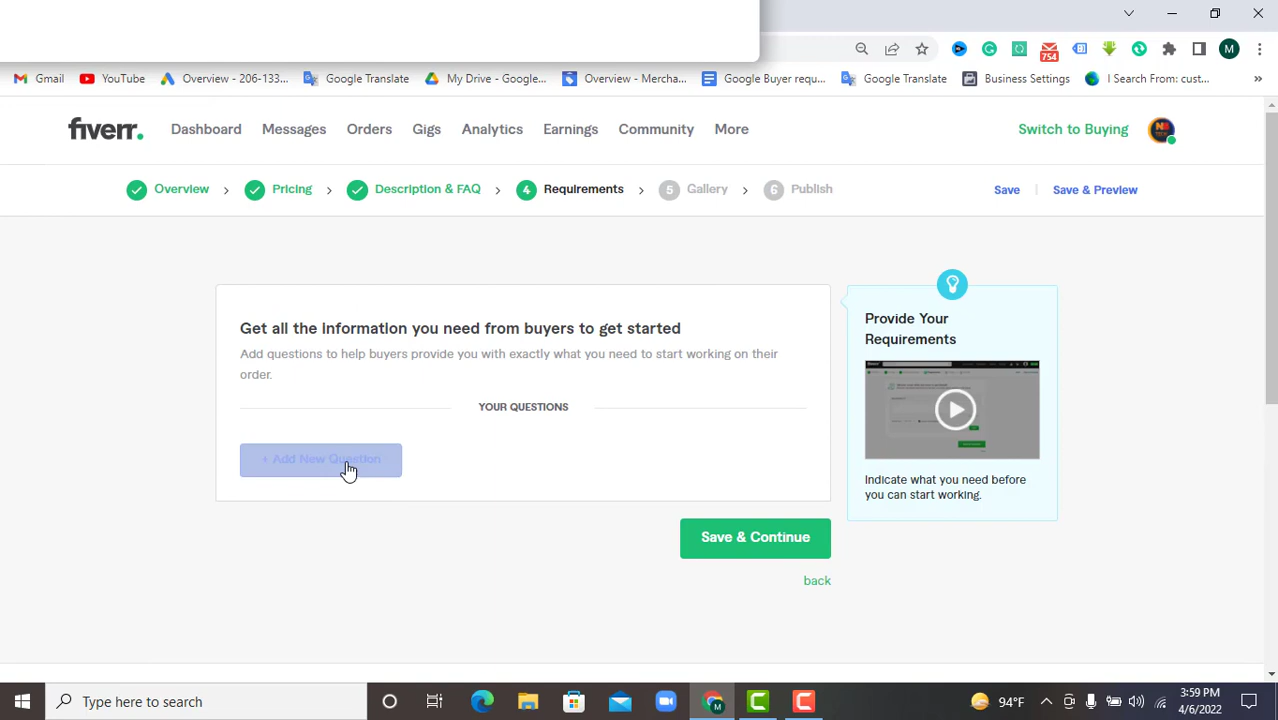 754
M
Gmail YouTube Overview - 206-133... Google Translate My Drive - Google... Overview - Mercha... Google Buyer requ... Google Translate Business Settings I Search From: cust... »
fiverr. Dashboard Messages Orders Gigs Analytics Earnings Community More Switch to Buying
Overview > Pricing > Description & FAQ > 4 Requirements > 5 Gallery > 6 Publish Save | Save & Preview
Get all the information you need from buyers to get started
Add questions to help buyers provide you with exactly what you need to start working on their
order.
YOUR QUESTIONS
+ Add New Question
Save & Continue
back
Provide Your
Requirements
Indicate what you need before
you can start working.
Type here to search
94°F
3:59 PM
4/6/2022